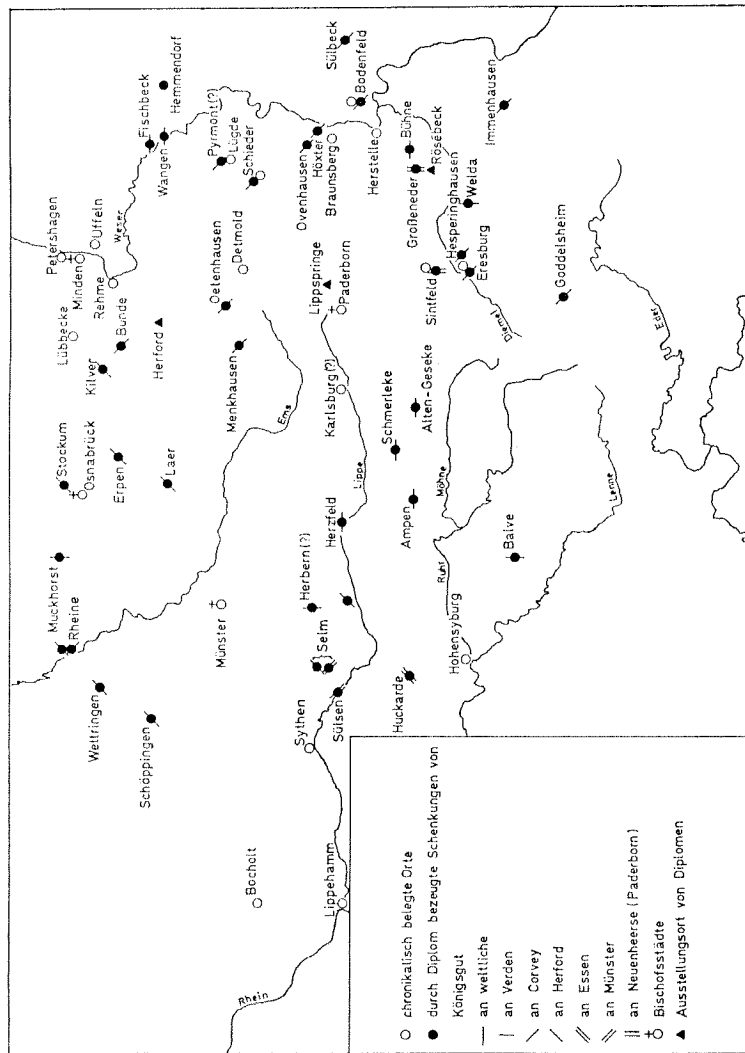 Petershagen
Minden
Uffeln
Lübbecke
Rehme
Weser
Bünde
Kilver
Herford
Fischbeck
Wangen
Hemmendorf
Stockum
Osnabrück
Erpen
Laer
Muckhorst
Rheine
Wettringen
Schöppingen
Pyrmont (?)
Lügde
Schieder
Oetenhausen
Detmold
Menkhausen
Ems
Münster
Bocholt
Rhein
Sülbeck
Bodenfeld
Ovenhausen
Höxter
Braunsberg
Herstelle
Lippspringe
Paderborn
Karlsburg (?)
Lippe
Herzfeld
Herbern (?)
Selm
Sülsen
Sythen
Lippehamm
Bühne
Großeneder
Rösebeck
Immenhausen
Welda
Hesperinghausen
Eresburg
Sintfeld
Diemel
Goddelsheim
Eder
Schmerleke
Alten-Geseke
Ampen
Möhne
Ruhr
Lenne
Balve
Huckarde
Hohensyburg
chronikalisch belegte Orte
durch Diplom bezeugte Schenkungen von
Königsgut
an weltliche
an Verden
an Corvey
an Herford
an Essen
an Münster
an Neuenheerse (Paderborn)
Bischofsstädte
Ausstellungsort von Diplomen